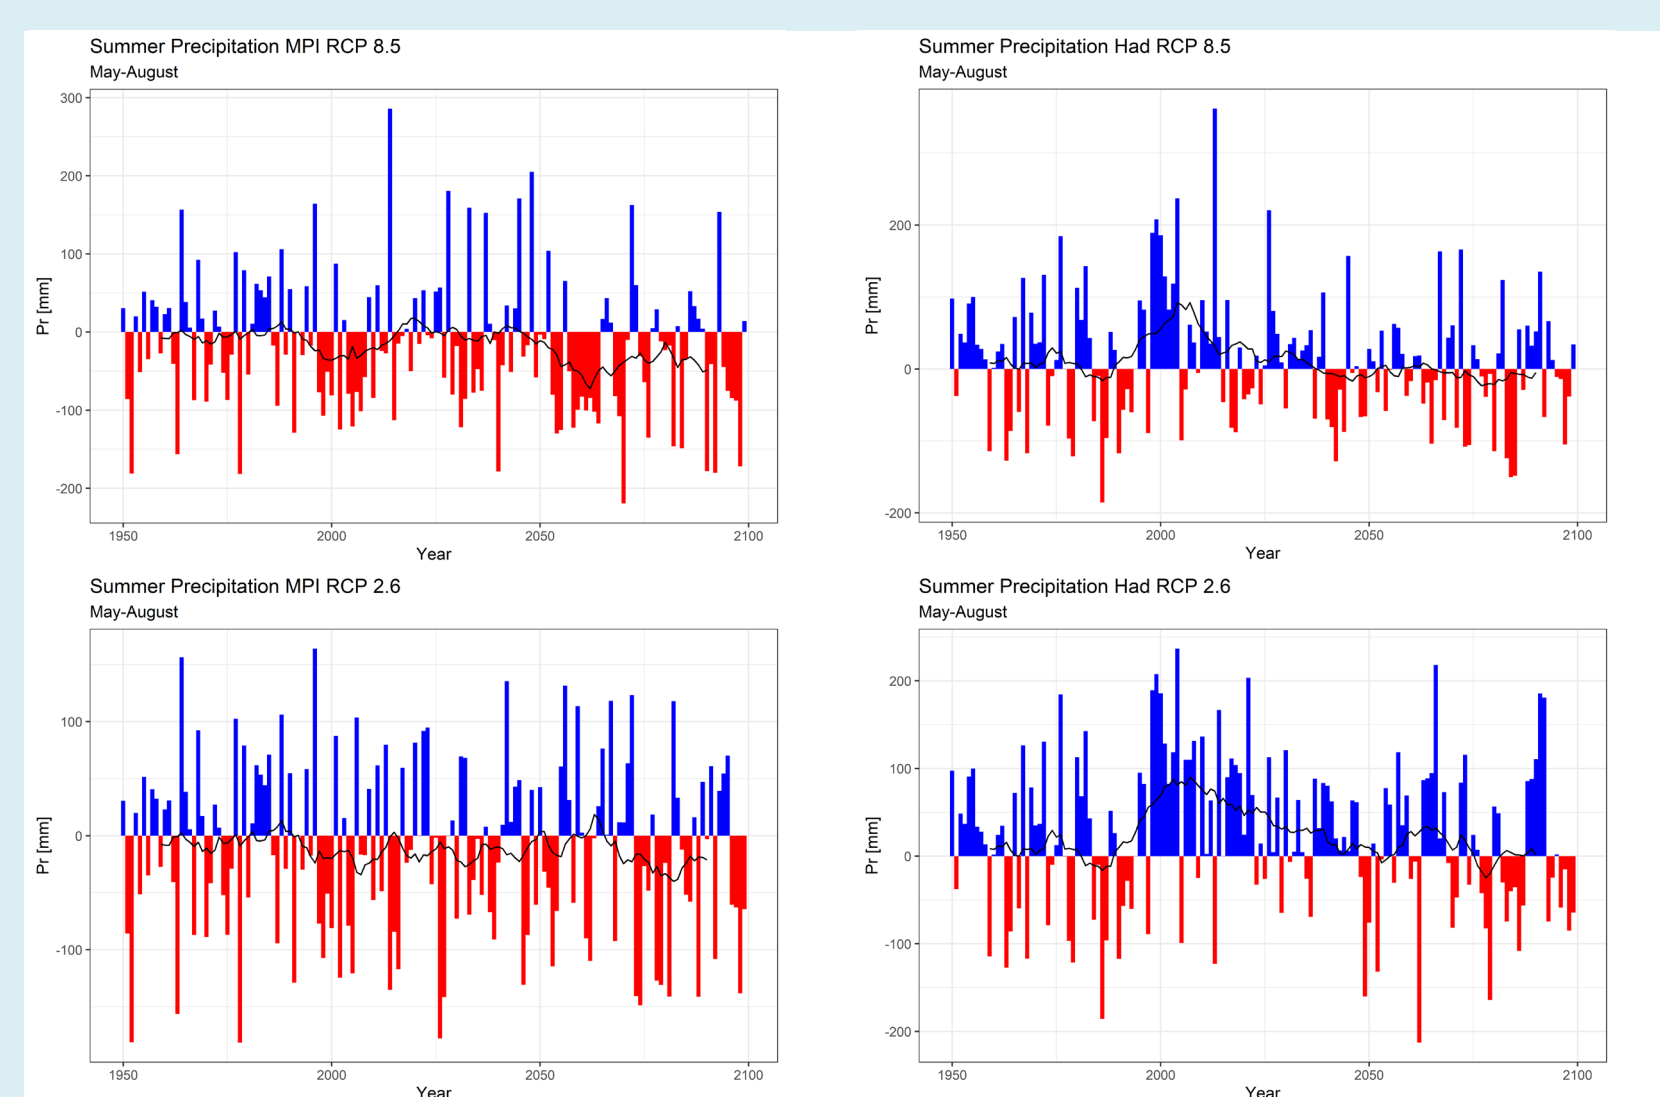 Summer Precipitation MPI RCP 8.5
May-August
300
200
100
0
-100
-200
Pr [mm]
1950 2000 2050 2100
Year
Summer Precipitation Had RCP 8.5
May-August
200
0
-200
Pr [mm]
1950 2000 2050 2100
Year
Summer Precipitation MPI RCP 2.6
May-August
100
0
-100
Pr [mm]
1950 2000 2050 2100
Year
Summer Precipitation Had RCP 2.6
May-August
200
100
0
-100
-200
Pr [mm]
1950 2000 2050 2100
Year